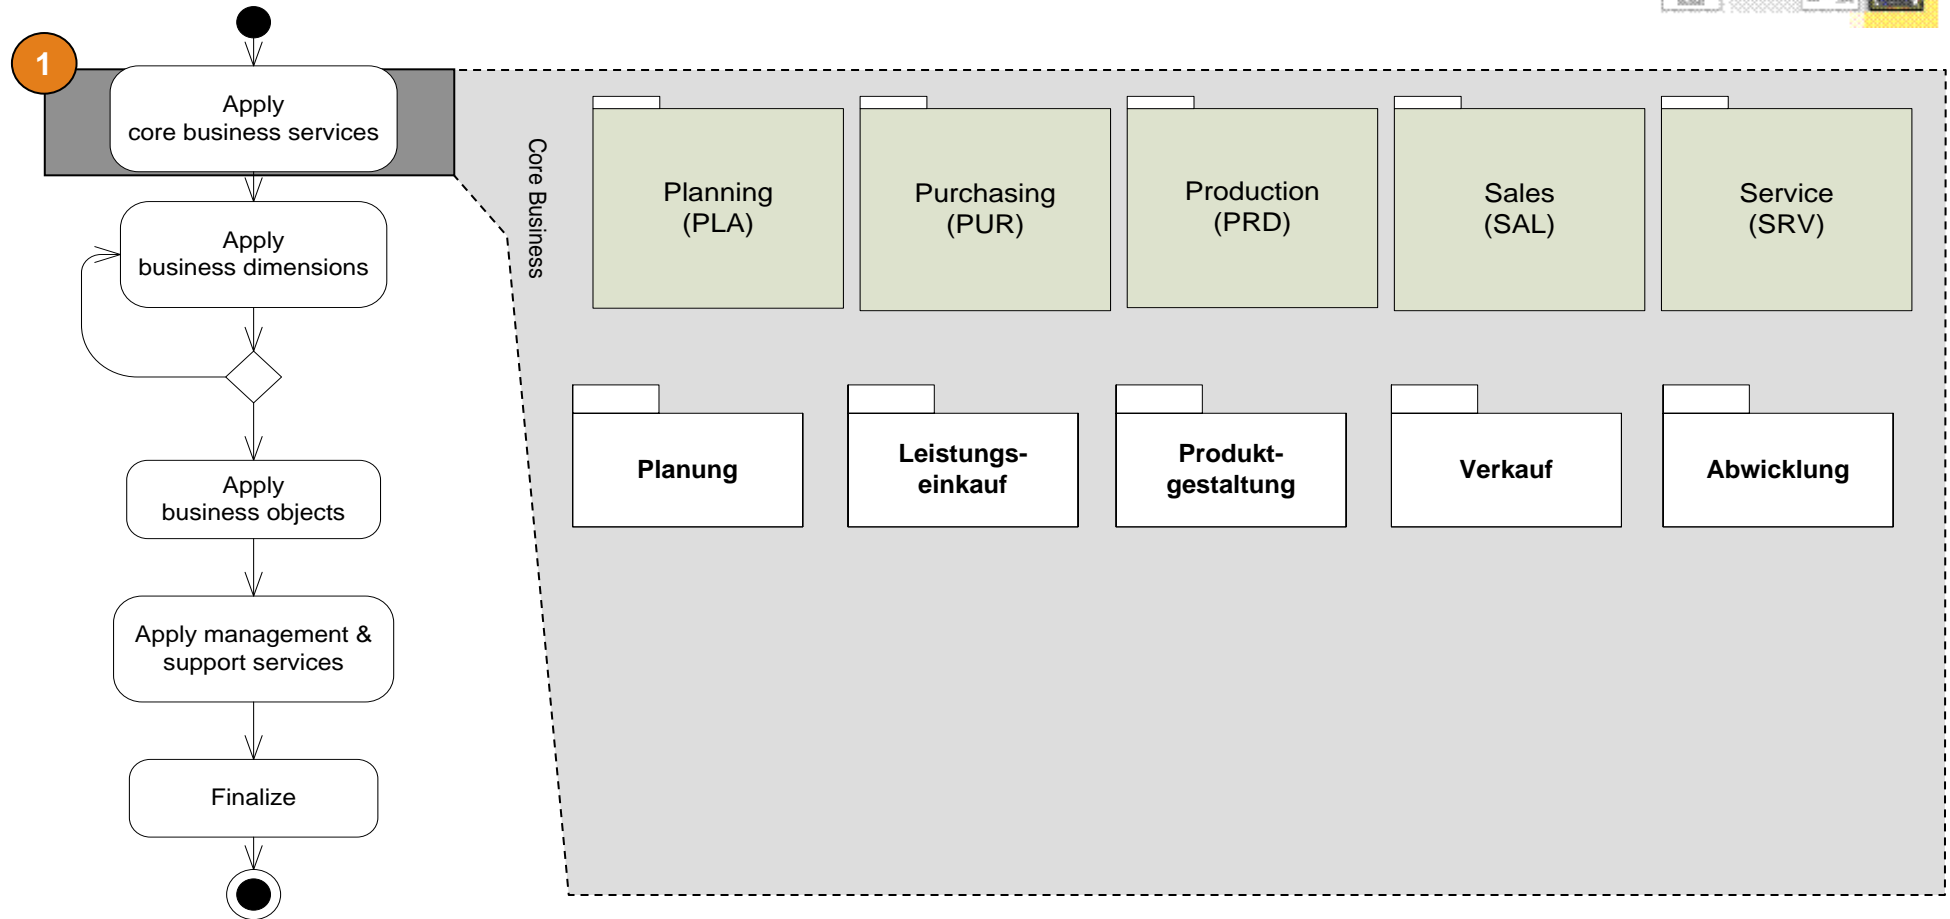 1
Apply
core business services
Apply
business dimensions
Apply
business objects
Apply management &
support services
Finalize
Core Business
Planning
(PLA)
Purchasing
(PUR)
Production
(PRD)
Sales
(SAL)
Service
(SRV)
Planung
Leistungs-
einkauf
Produkt-
gestaltung
Verkauf
Abwicklung